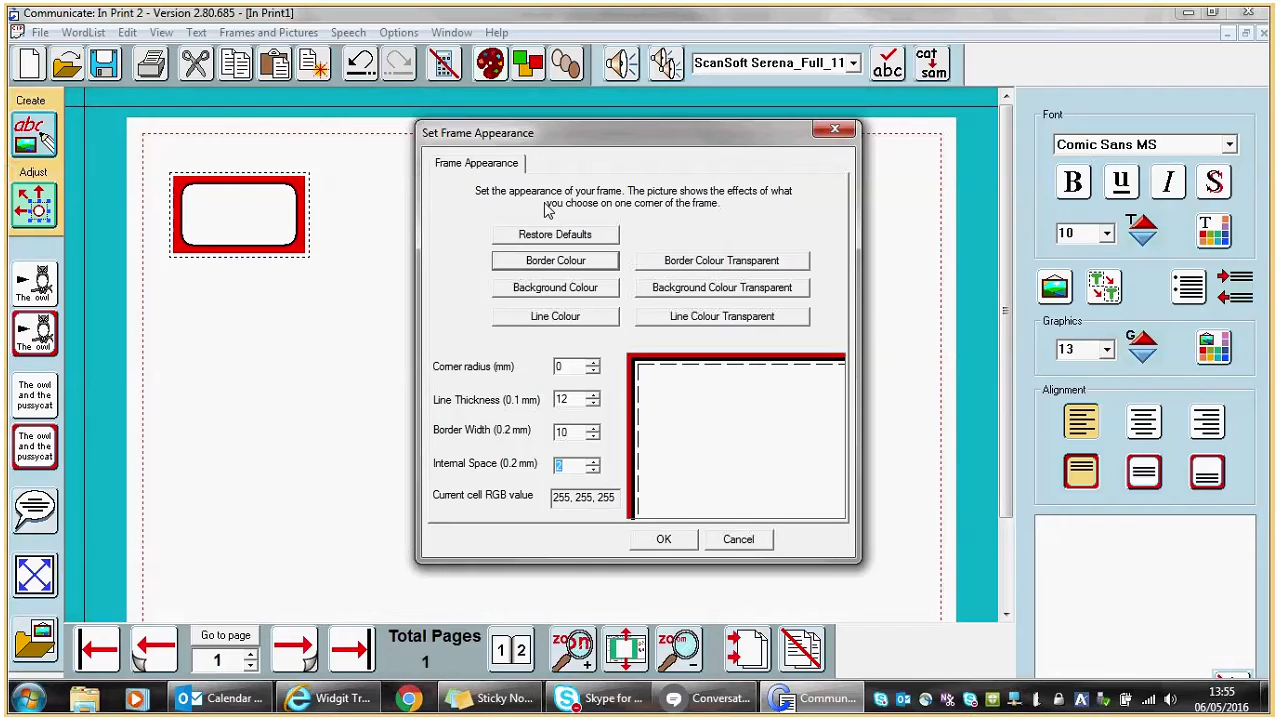 Communicate: In Print 2 - Version 2.80.685 - [In Print1]
File WordList Edit View Text Frames and Pictures Speech Options Window Help
ScanSoft Serena_Full_11
abc
cat
sam
Create
abc
Adjust
The owl
The owl
The owl
and the
pussycat
The owl
and the
pussycat
Set Frame Appearance
Frame Appearance
Set the appearance of your frame. The picture shows the effects of what
you choose on one corner of the frame.
Restore Defaults
Border Colour
Border Colour Transparent
Background Colour
Background Colour Transparent
Line Colour
Line Colour Transparent
Corner radius (mm) 0
Line Thickness (0.1 mm) 12
Border Width (0.2 mm) 10
Internal Space (0.2 mm) 2
Current cell RGB value 255, 255, 255
OK Cancel
Font
Comic Sans MS
B u I S
10 T T
Graphics
13 G
Alignment
Go to page
1
Total Pages
1
1 2
zoom +
zoom -
Calendar ...
Widgit Tr...
Sticky No...
Skype for ...
Conversat...
Commun...
13:55
06/05/2016